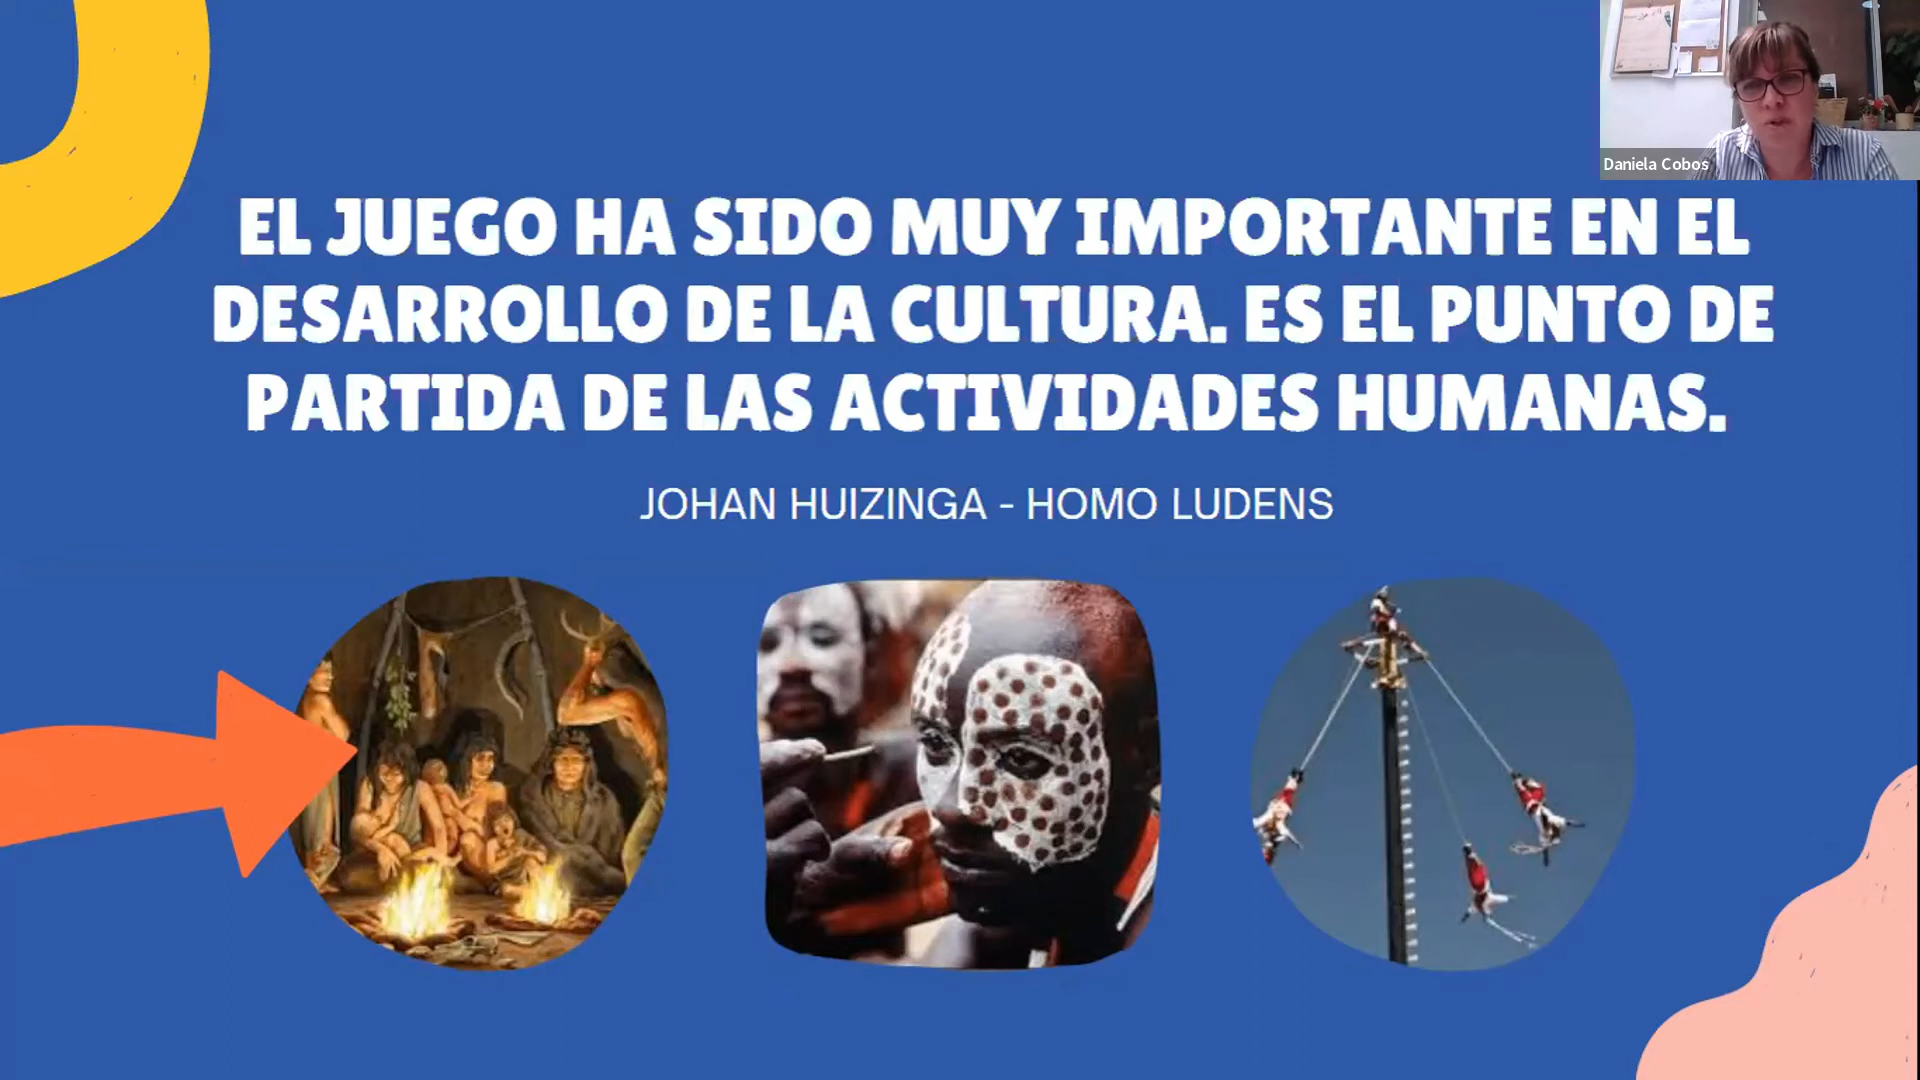 Daniela Cobos
EL JUEGO HA SIDO MUY IMPORTANTE EN EL
DESARROLLO DE LA CULTURA. ES EL PUNTO DE
PARTIDA DE LAS ACTIVIDADES HUMANAS.
JOHAN HUIZINGA - HOMO LUDENS